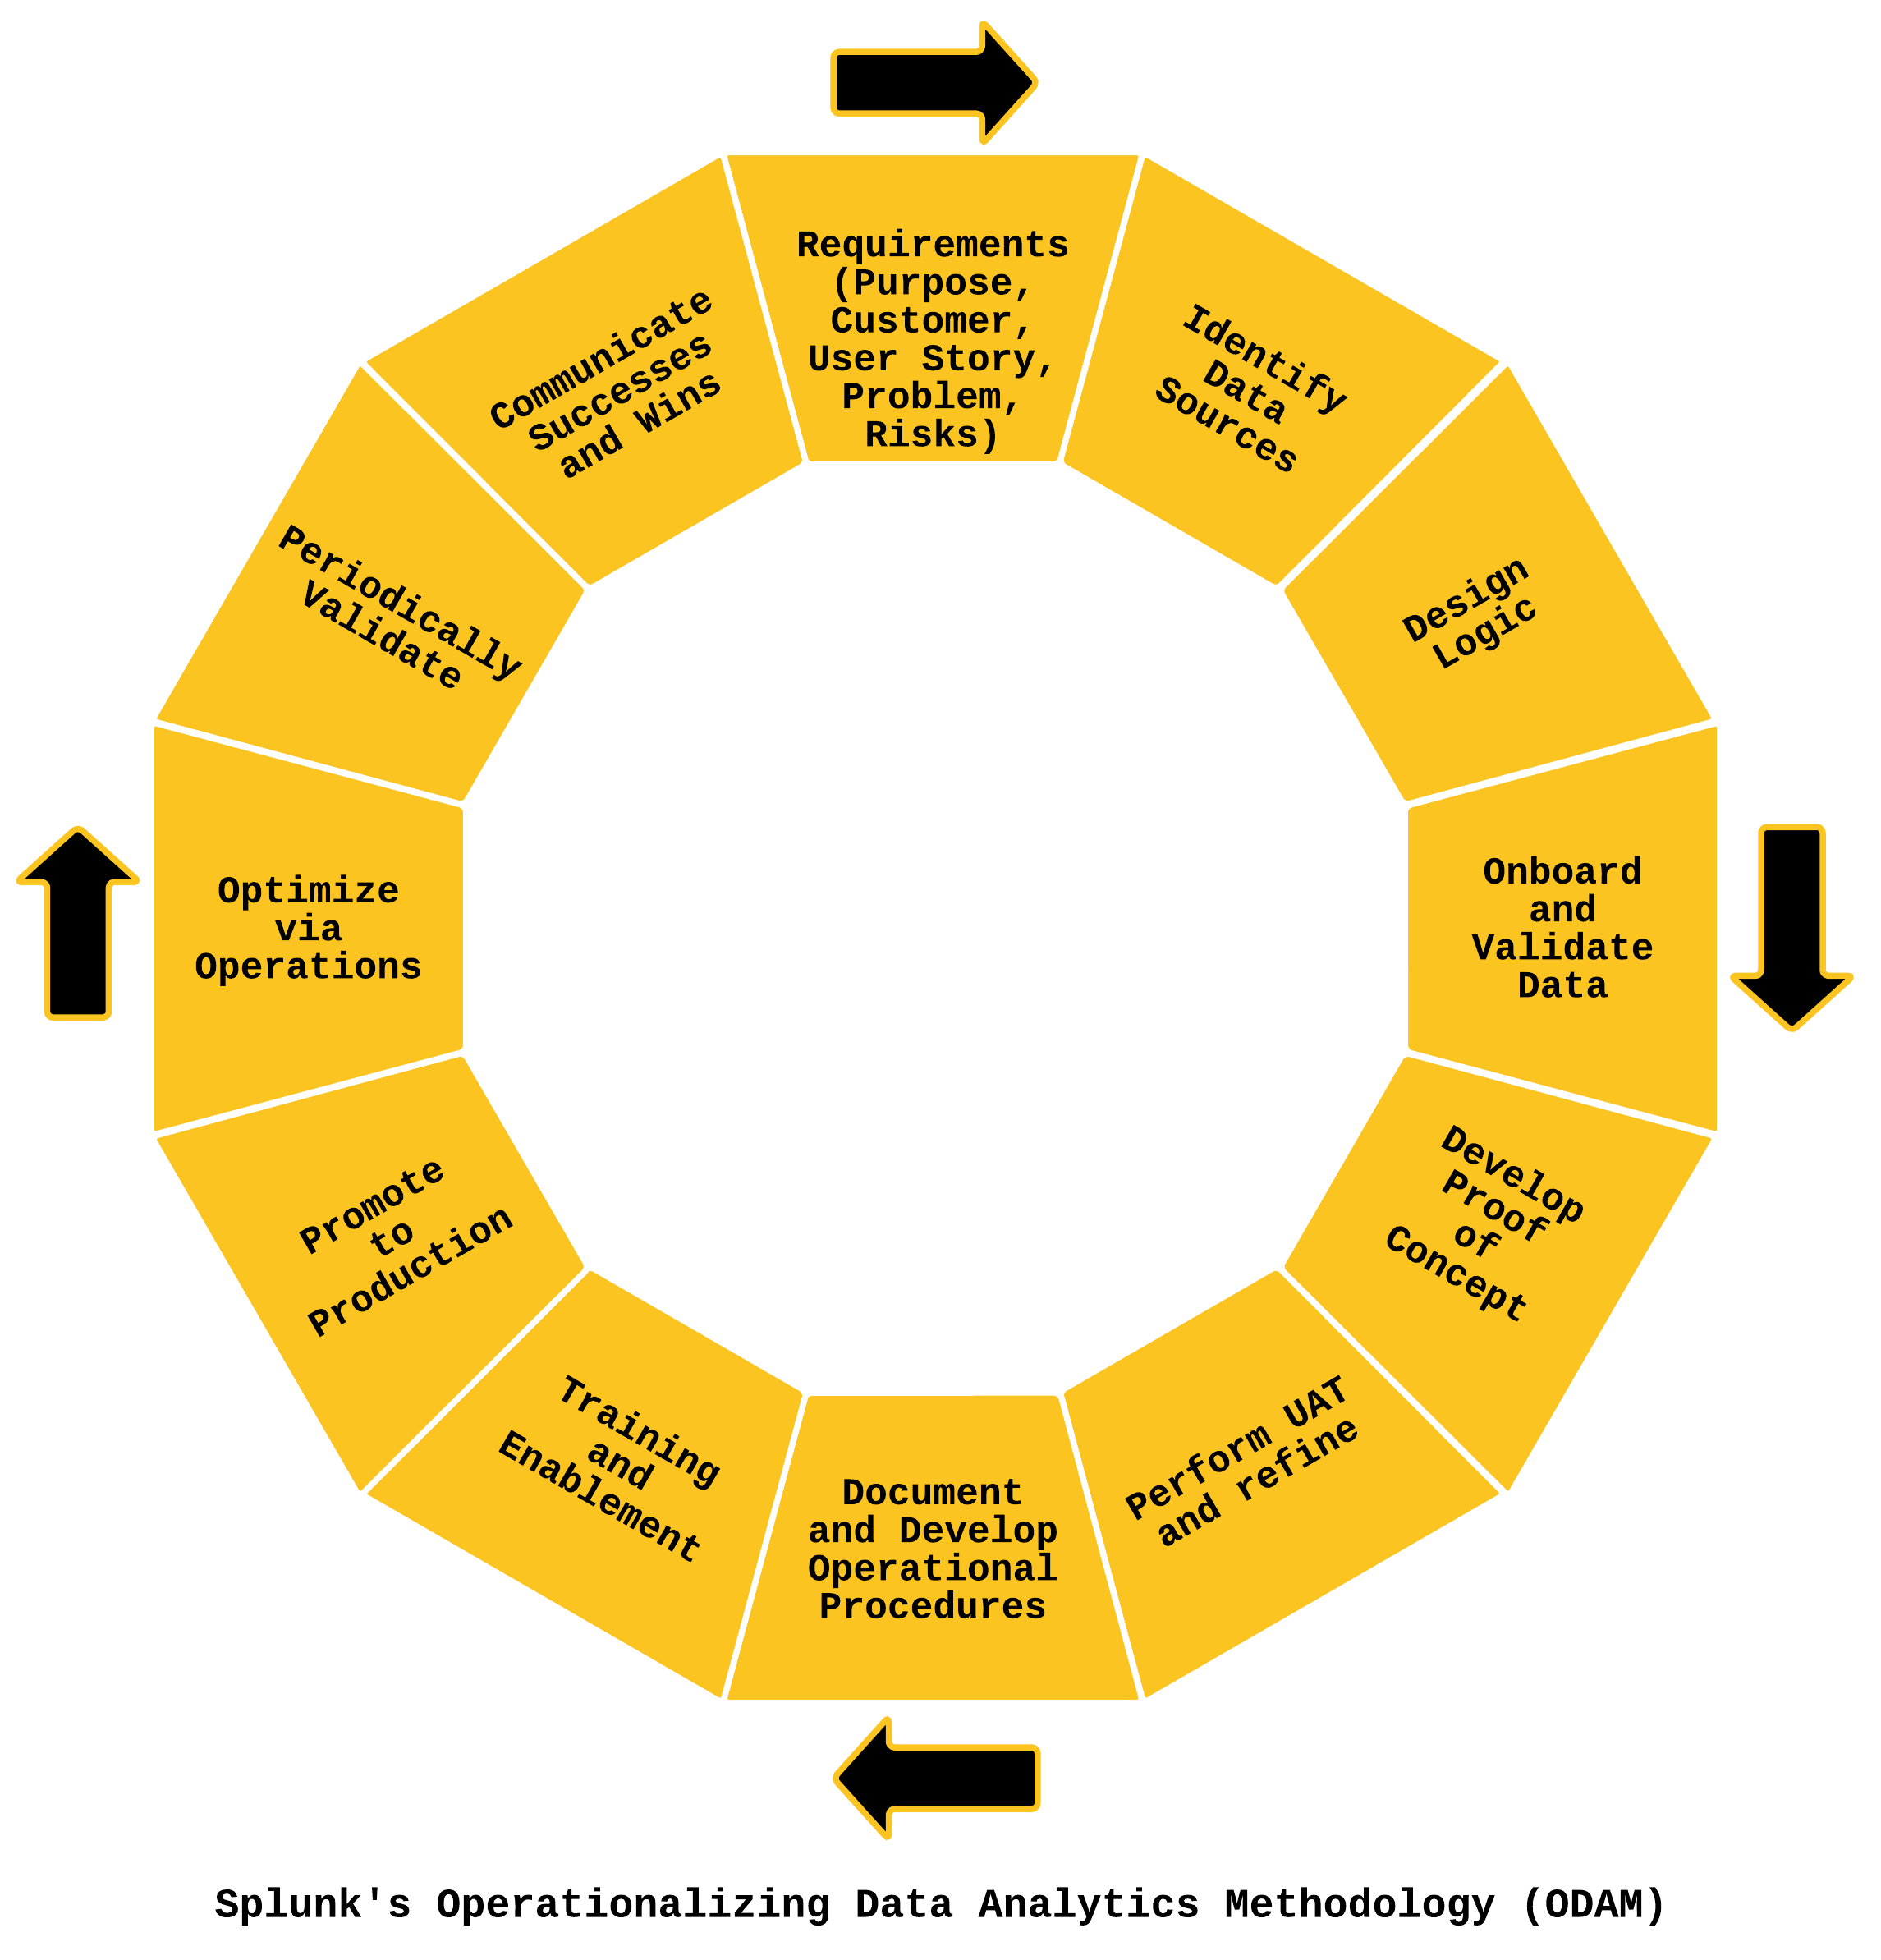 Requirements
(Purpose,
Customer,
User Story,
Problem,
Risks)
Identify
Data
Sources
Design
Logic
Onboard
and
Validate
Data
Develop
Proof
of
Concept
Perform UAT
and refine
Document
and Develop
Operational
Procedures
Training
and
Enablement
Promote
to
Production
Optimize
via
Operations
Periodically
validate
Communicate
Successes
and Wins
Splunk's Operationalizing Data Analytics Methodology (ODAM)